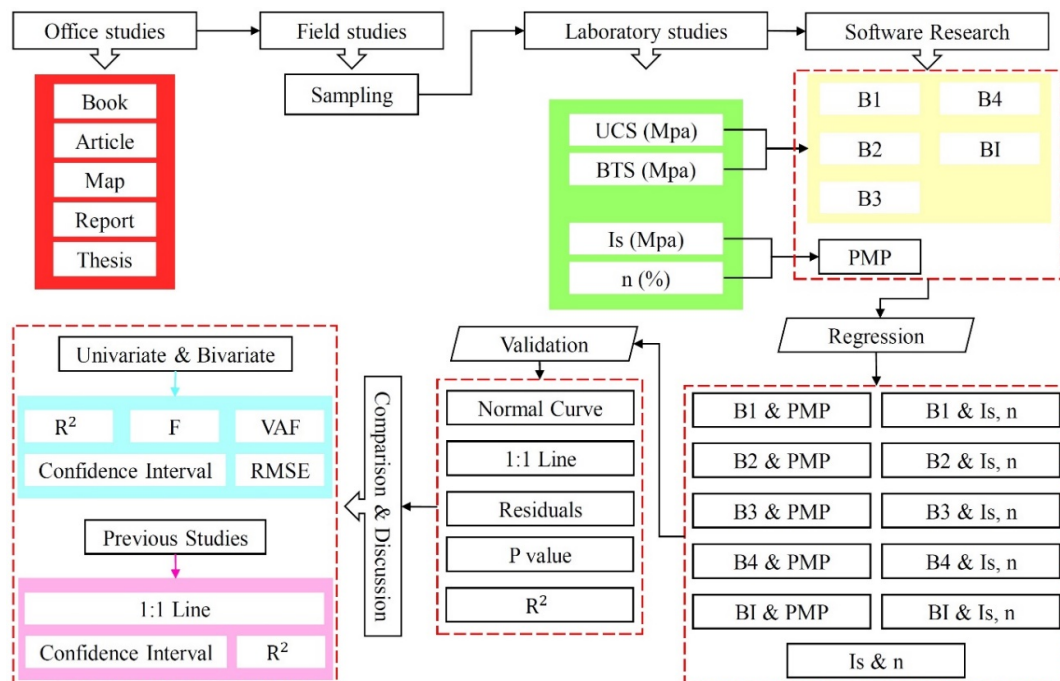 Office studies
Field studies
Laboratory studies
Software Research
Book
Article
Map
Report
Thesis
Sampling
UCS (Mpa)
BTS (Mpa)
Is (Mpa)
n (%)
B1
B4
B2
BI
B3
PMP
Regression
B1 & PMP
B1 & Is, n
B2 & PMP
B2 & Is, n
B3 & PMP
B3 & Is, n
B4 & PMP
B4 & Is, n
BI & PMP
BI & Is, n
Is & n
Validation
Normal Curve
1:1 Line
Residuals
P value
R²
Comparison & Discussion
Univariate & Bivariate
R²
F
VAF
Confidence Interval
RMSE
Previous Studies
1:1 Line
Confidence Interval
R²